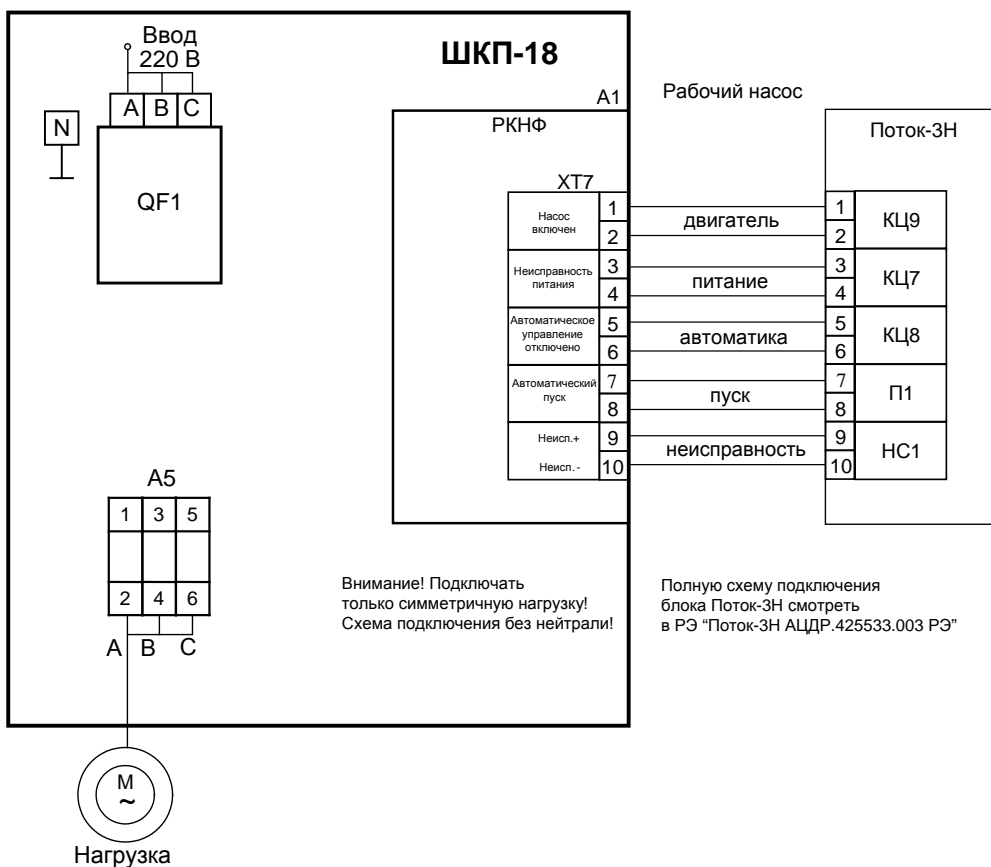 Ввод
220 В
A B C
N
QF1
ШКП-18
A1
РКНФ
XT7
Насос
включен
1
2
Неисправность
питания
3
4
Автоматическое
управление
отключено
5
6
Автоматический
пуск
7
8
Неисп.+
9
Неисп.-
10
Рабочий насос
двигатель
питание
автоматика
пуск
неисправность
Поток-3Н
1
2
КЦ9
3
4
КЦ7
5
6
КЦ8
7
8
П1
9
10
НС1
A5
1 3 5
2 4 6
A B C
Внимание! Подключать
только симметричную нагрузку!
Схема подключения без нейтрали!
Полную схему подключения
блока Поток-3Н смотреть
в РЭ “Поток-3Н АЦДР.425533.003 РЭ”
М
~
Нагрузка